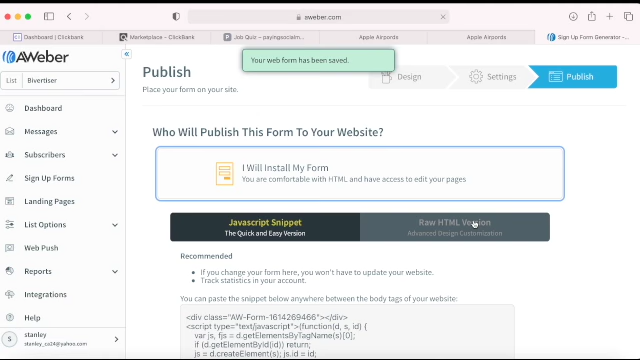 aweber.com
Dashboard | Clickbank
Marketplace - ClickBank
Job Quiz – payingsocialm...
Apple Airpords
Apple Airpords
Sign Up Form Generator -...
AWeber
List
Bivertiser
Dashboard
Messages
Subscribers
Sign Up Forms
Landing Pages
List Options
Web Push
Reports
Integrations
Help
S
stanley
stanley_ca24@yahoo.com
Your web form has been saved.
Publish
Place your form on your site.
Design
Settings
Publish
Who Will Publish This Form To Your Website?
I Will Install My Form
You are comfortable with HTML and have access to edit your pages
Javascript Snippet
The Quick and Easy Version
Raw HTML Version
Advanced Design Customization
Recommended
• If you change your form here, you won't have to update your website.
• Track statistics in your account.
You can paste the snippet below anywhere between the body tags of your website:
<div class="AW-Form-1614269466"></div>
<script type="text/javascript">(function(d, s, id) {
var js, fjs = d.getElementsByTagName(s)[0];
if (d.getElementById(id)) return;
js = d.createElement(s); js.id = id;